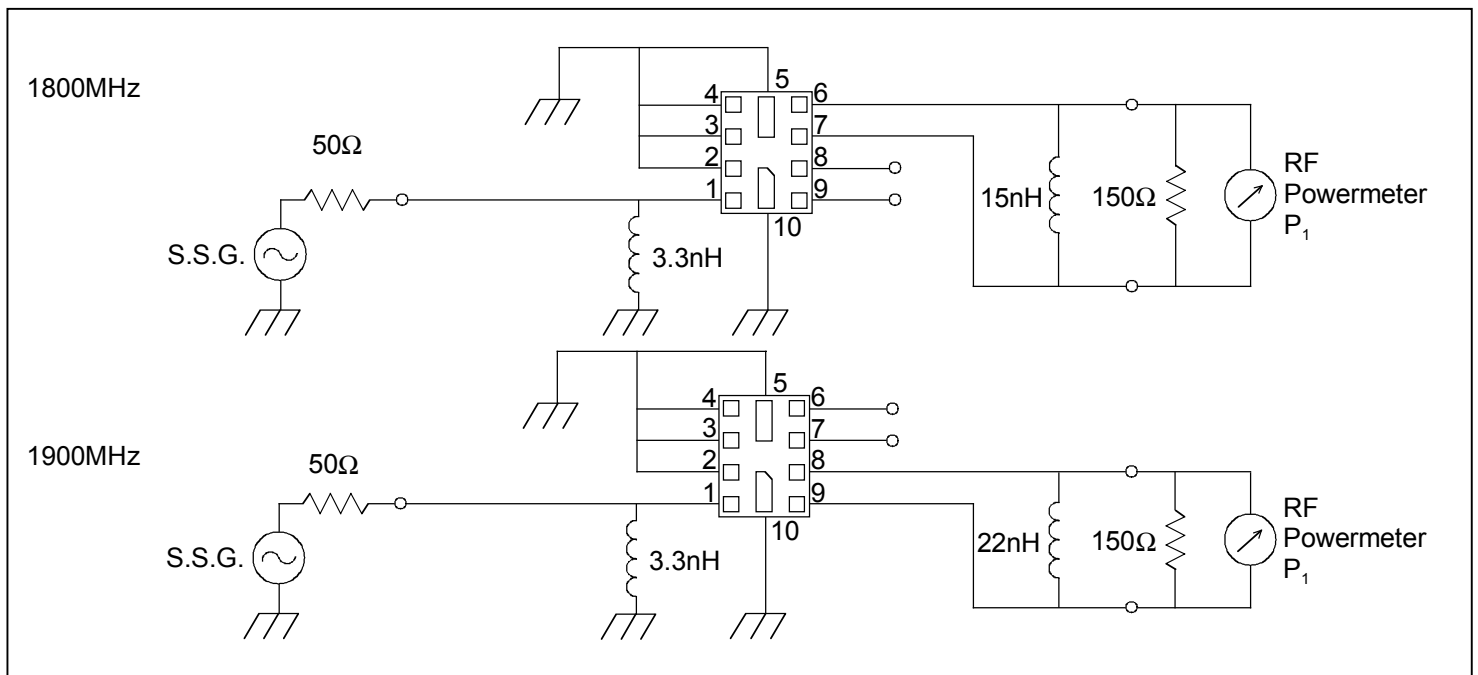 1800MHz
50Ω
S.S.G.
3.3nH
4
3
2
1
5
6
7
8
9
10
15nH
150Ω
RF
Powermeter
P₁
1900MHz
50Ω
S.S.G.
3.3nH
4
3
2
1
5
6
7
8
9
10
22nH
150Ω
RF
Powermeter
P₁